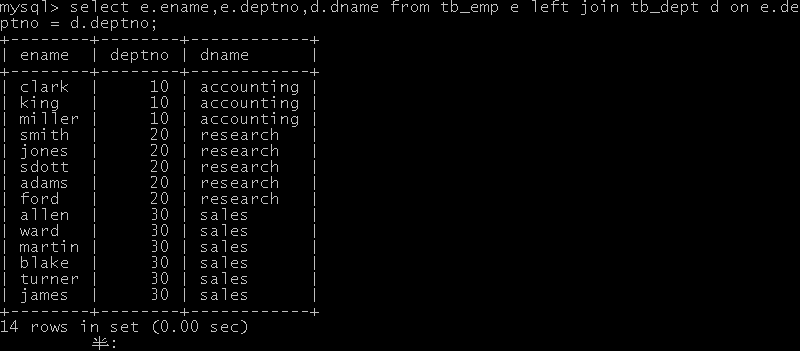 mysql> select e.ename,e.deptno,d.dname from tb_emp e left join tb_dept d on e.de
ptno = d.deptno;
+--------+--------+------------+
| ename  | deptno | dname      |
+--------+--------+------------+
| clark  |     10 | accounting |
| king   |     10 | accounting |
| miller |     10 | accounting |
| smith  |     20 | research   |
| jones  |     20 | research   |
| sdott  |     20 | research   |
| adams  |     20 | research   |
| ford   |     20 | research   |
| allen  |     30 | sales      |
| ward   |     30 | sales      |
| martin |     30 | sales      |
| blake  |     30 | sales      |
| turner |     30 | sales      |
| james  |     30 | sales      |
+--------+--------+------------+
14 rows in set (0.00 sec)
半: